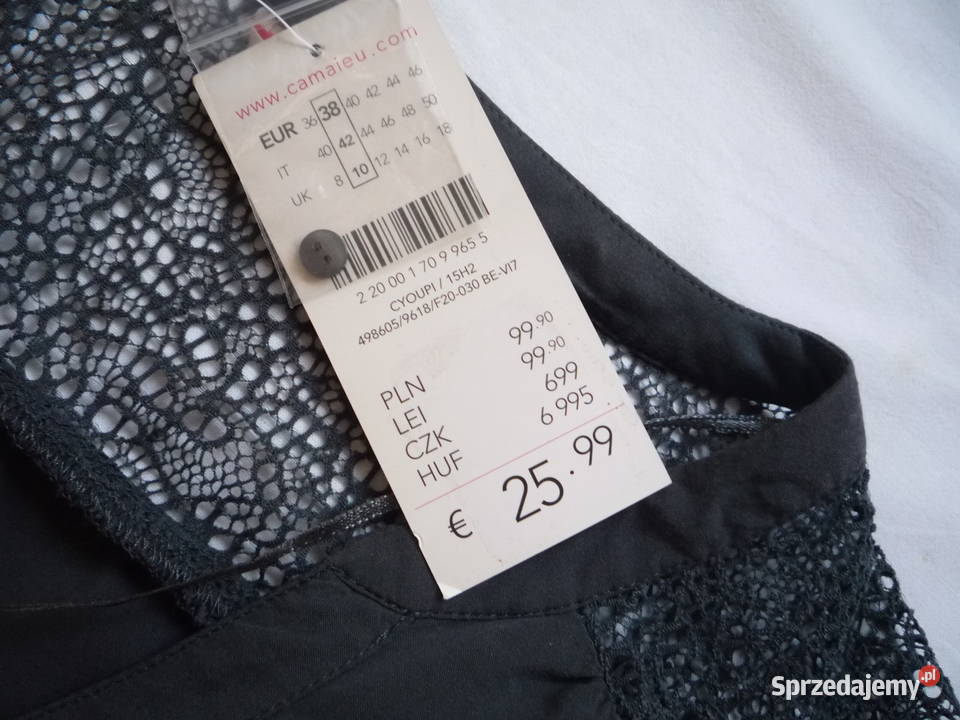 www.camaieu.com
EUR 36 38 40 42 44 46
IT 40 42 44 46 48 50
UK 8 10 12 14 16 18
2 20 00 1 70 9 965 5
CYOUPI / 15H2
498605/9618/F20-030 BE-VI7
PLN 99.90
LEI 99.90
CZK 699
HUF 6 995
€ 25.99
Sprzedajemy.pl